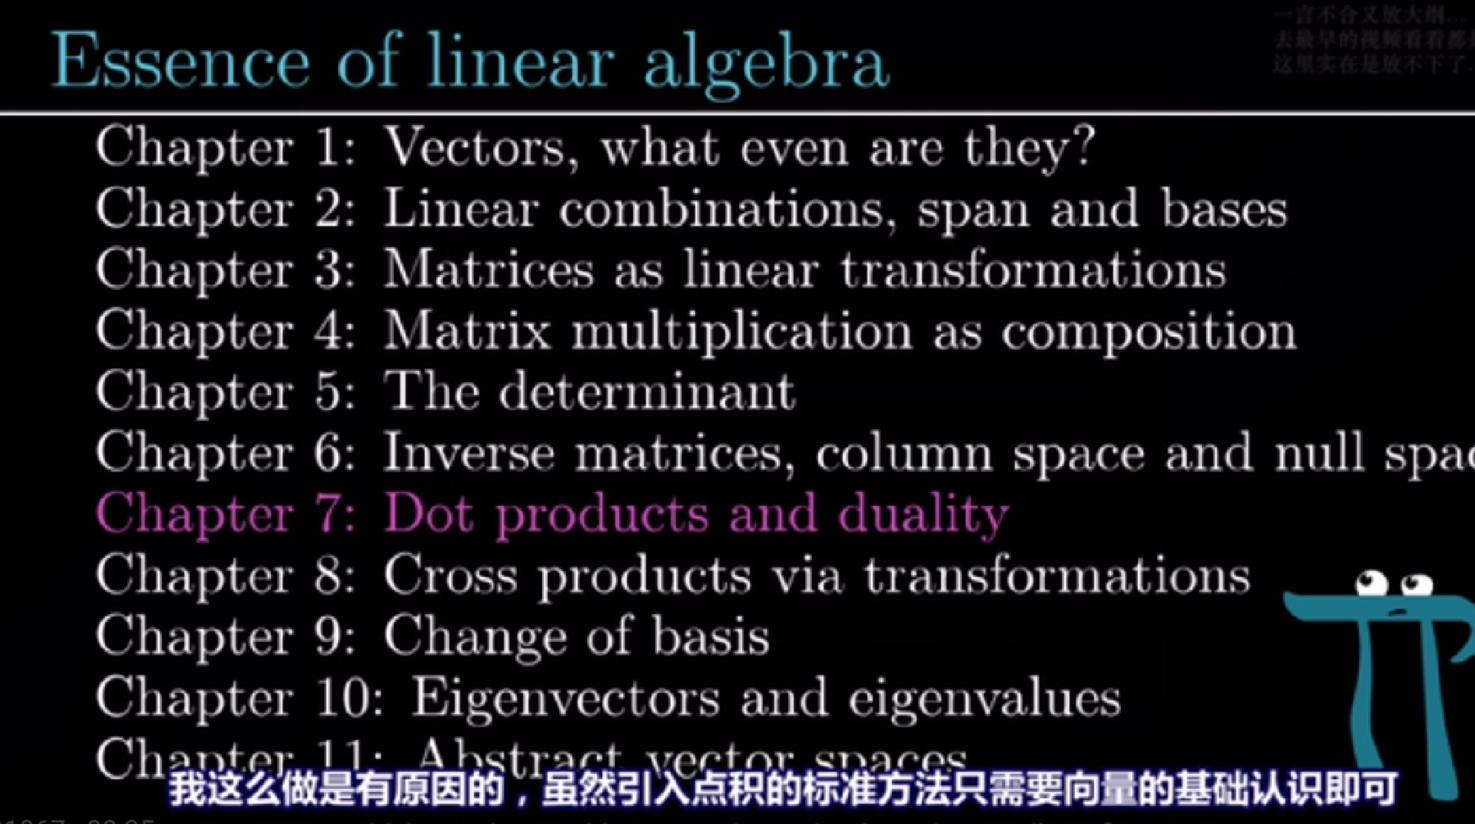 Essence of linear algebra
一言不合又放大纲...
去最早的视频看看都
这里实在是放不下了
Chapter 1: Vectors, what even are they?
Chapter 2: Linear combinations, span and bases
Chapter 3: Matrices as linear transformations
Chapter 4: Matrix multiplication as composition
Chapter 5: The determinant
Chapter 6: Inverse matrices, column space and null spac
Chapter 7: Dot products and duality
Chapter 8: Cross products via transformations
Chapter 9: Change of basis
Chapter 10: Eigenvectors and eigenvalues
Chapter 11: Abstract vector spaces
我这么做是有原因的，虽然引入点积的标准方法只需要向量的基础认识即可